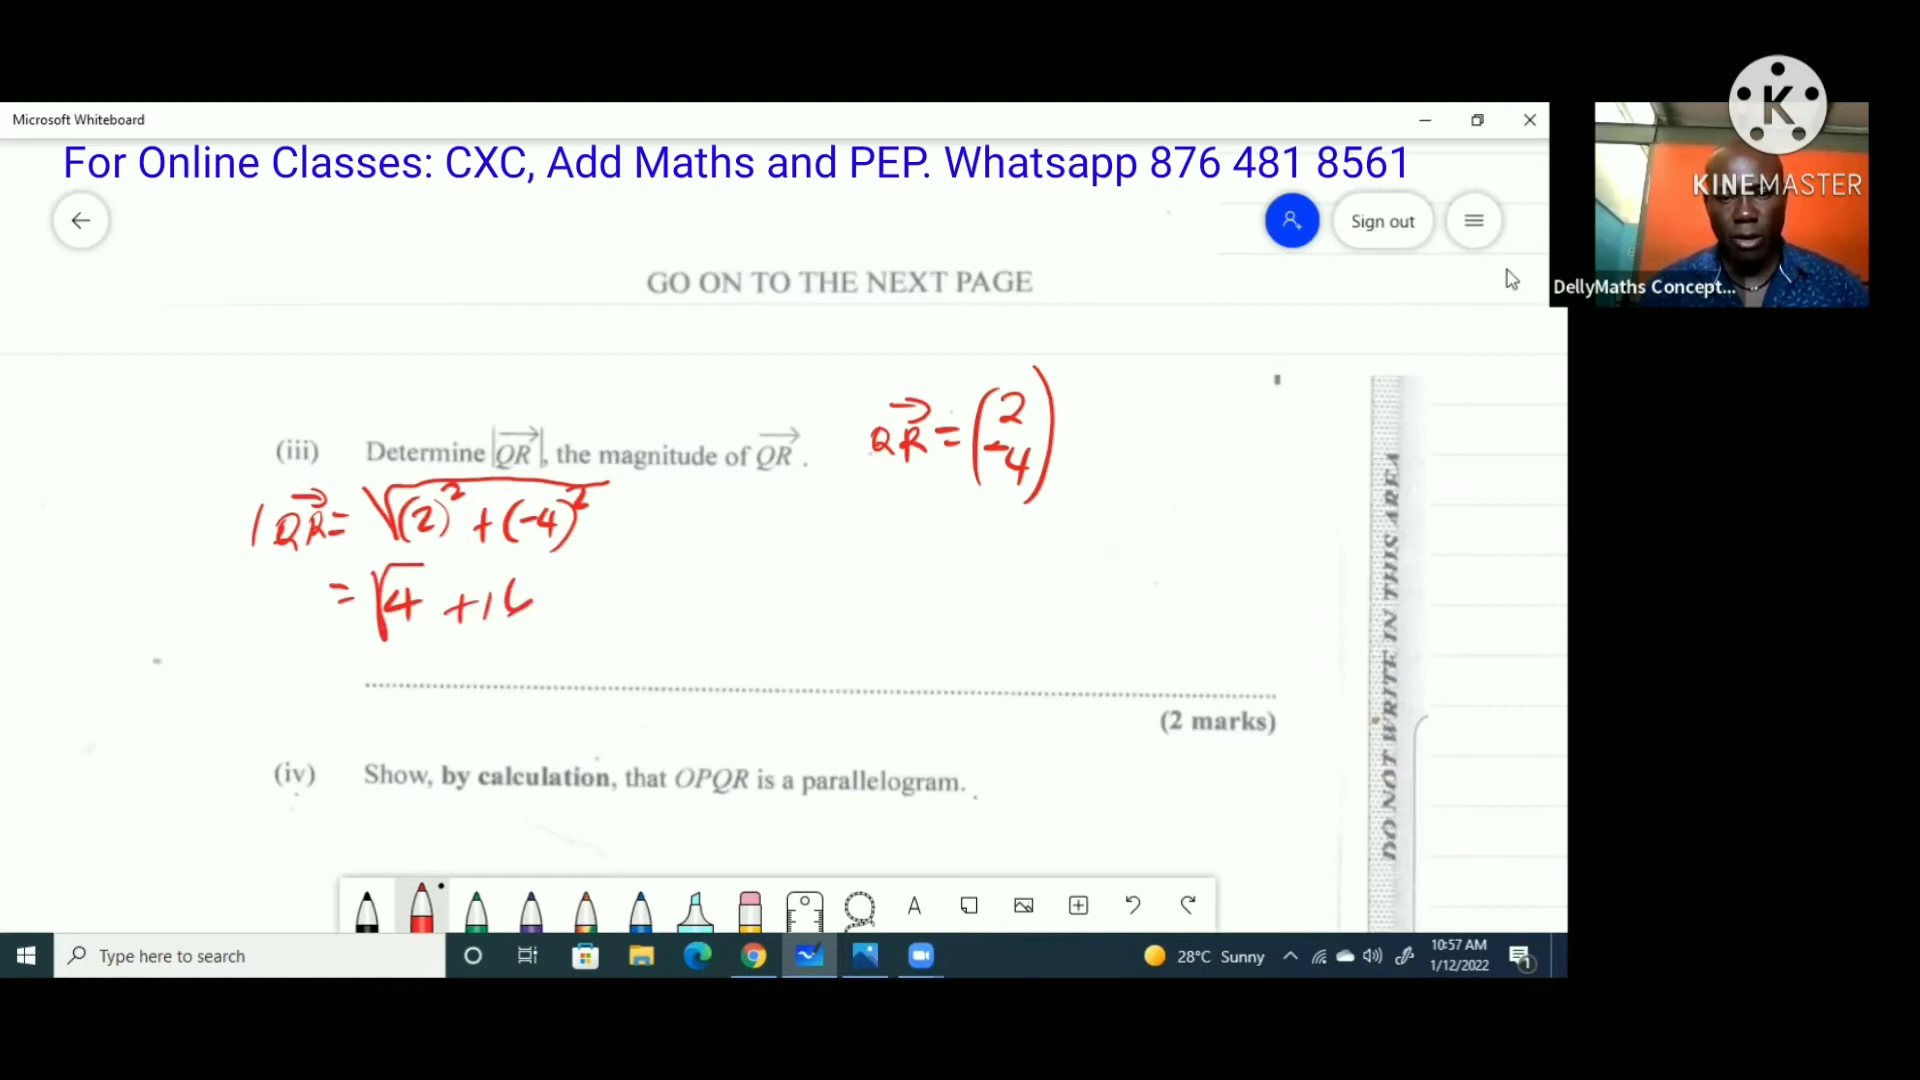 Microsoft Whiteboard
For Online Classes: CXC, Add Maths and PEP. Whatsapp 876 481 8561
K
KINEMASTER
Sign out
DellyMaths Concept...
GO ON TO THE NEXT PAGE
(iii) Determine |QR|, the magnitude of QR.
QR = (2
-4)
|QR = √(2)² + (-4)²
= √4 + 16
(2 marks)
(iv) Show, by calculation, that OPQR is a parallelogram.
DO NOT WRITE IN THIS AREA
A
Type here to search
28°C Sunny
10:57 AM
1/12/2022
1